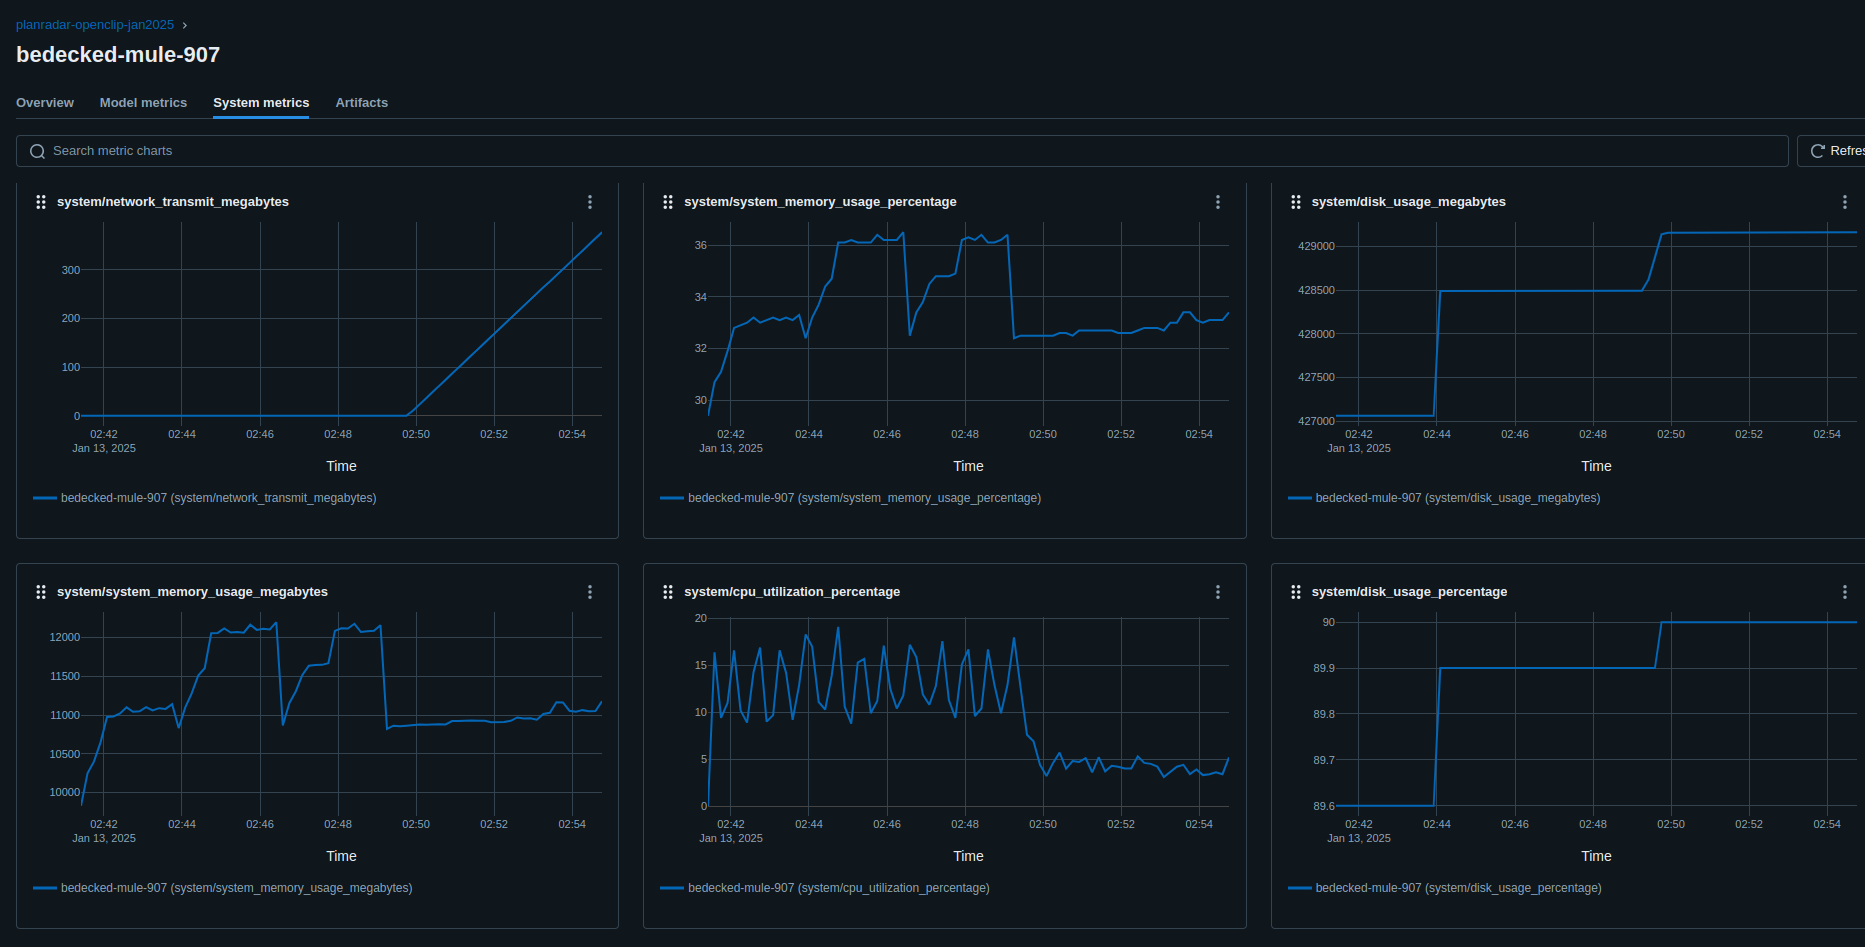 planradar-openclip-jan2025 ›
bedecked-mule-907
Overview Model metrics System metrics Artifacts
Search metric charts
Refres
system/network_transmit_megabytes
300
200
100
0
02:42 02:44 02:46 02:48 02:50 02:52 02:54
Jan 13, 2025
Time
bedecked-mule-907 (system/network_transmit_megabytes)
system/system_memory_usage_percentage
36
34
32
30
02:42 02:44 02:46 02:48 02:50 02:52 02:54
Jan 13, 2025
Time
bedecked-mule-907 (system/system_memory_usage_percentage)
system/disk_usage_megabytes
429000
428500
428000
427500
427000
02:42 02:44 02:46 02:48 02:50 02:52 02:54
Jan 13, 2025
Time
bedecked-mule-907 (system/disk_usage_megabytes)
system/system_memory_usage_megabytes
12000
11500
11000
10500
10000
02:42 02:44 02:46 02:48 02:50 02:52 02:54
Jan 13, 2025
Time
bedecked-mule-907 (system/system_memory_usage_megabytes)
system/cpu_utilization_percentage
20
15
10
5
0
02:42 02:44 02:46 02:48 02:50 02:52 02:54
Jan 13, 2025
Time
bedecked-mule-907 (system/cpu_utilization_percentage)
system/disk_usage_percentage
90
89.9
89.8
89.7
89.6
02:42 02:44 02:46 02:48 02:50 02:52 02:54
Jan 13, 2025
Time
bedecked-mule-907 (system/disk_usage_percentage)